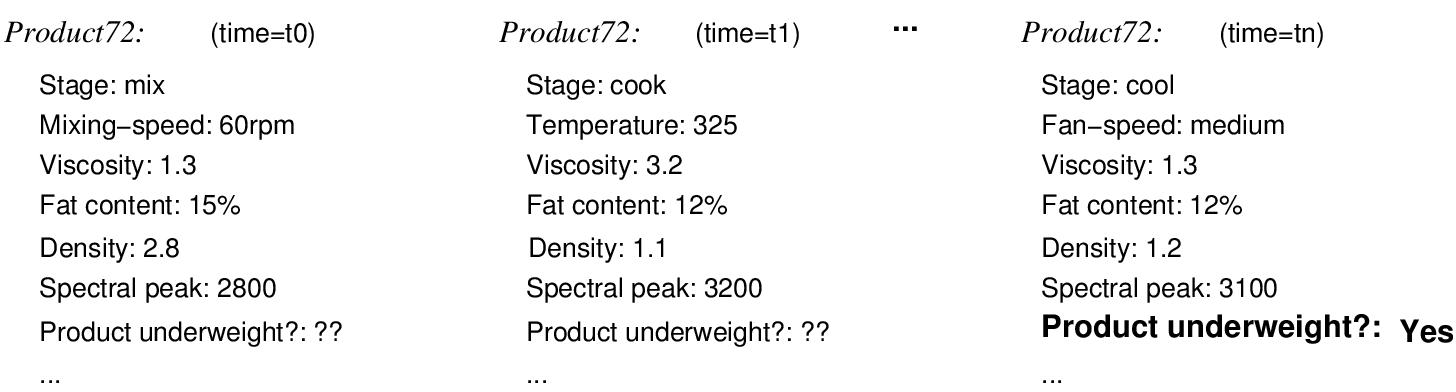 Product72: (time=t0)
Stage: mix
Mixing−speed: 60rpm
Viscosity: 1.3
Fat content: 15%
Density: 2.8
Spectral peak: 2800
Product underweight?: ??
...
Product72: (time=t1)
Stage: cook
Temperature: 325
Viscosity: 3.2
Fat content: 12%
Density: 1.1
Spectral peak: 3200
Product underweight?: ??
...
...
Product72: (time=tn)
Stage: cool
Fan−speed: medium
Viscosity: 1.3
Fat content: 12%
Density: 1.2
Spectral peak: 3100
Product underweight?: Yes
...